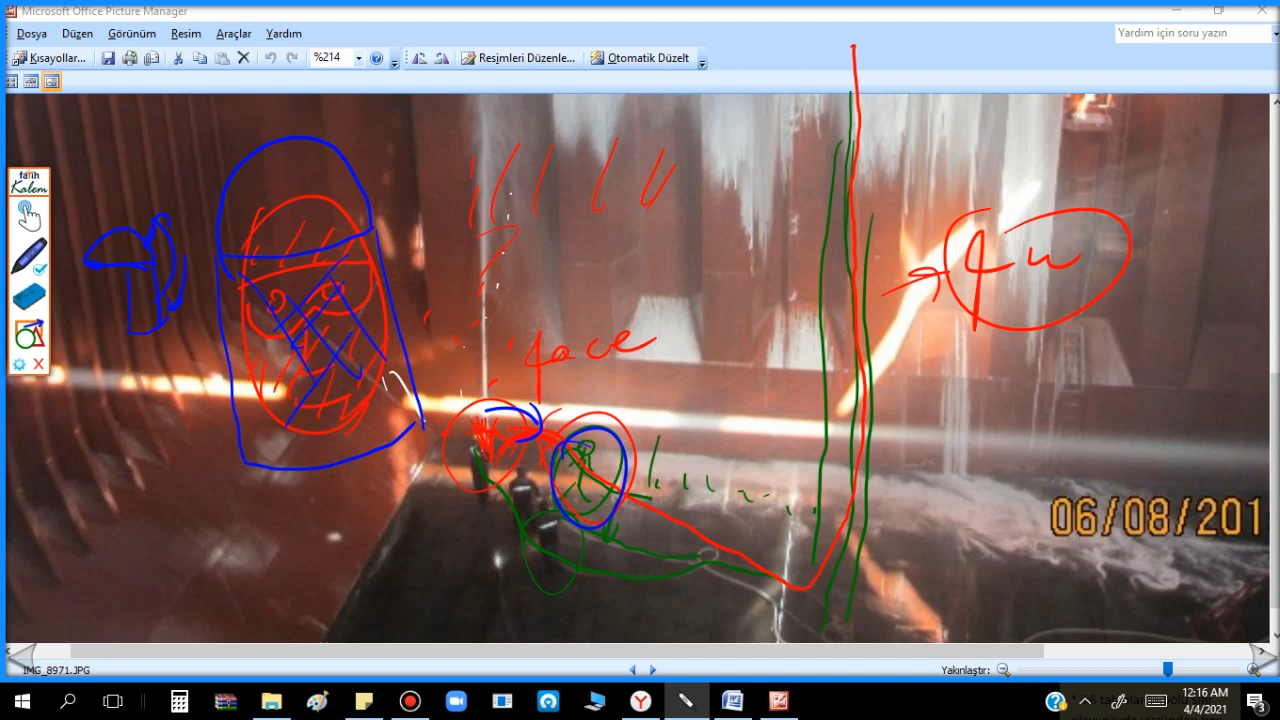 Microsoft Office Picture Manager
Dosya Düzen Görünüm Resim Araçlar Yardım
Yardım için soru yazın
Kısayollar... %214 Resimleri Düzenle... Otomatik Düzelt
fatih
Kalem
face
06/08/201
IMG_8971.JPG
Yakınlaştır:
12:16 AM
4/4/2021
3